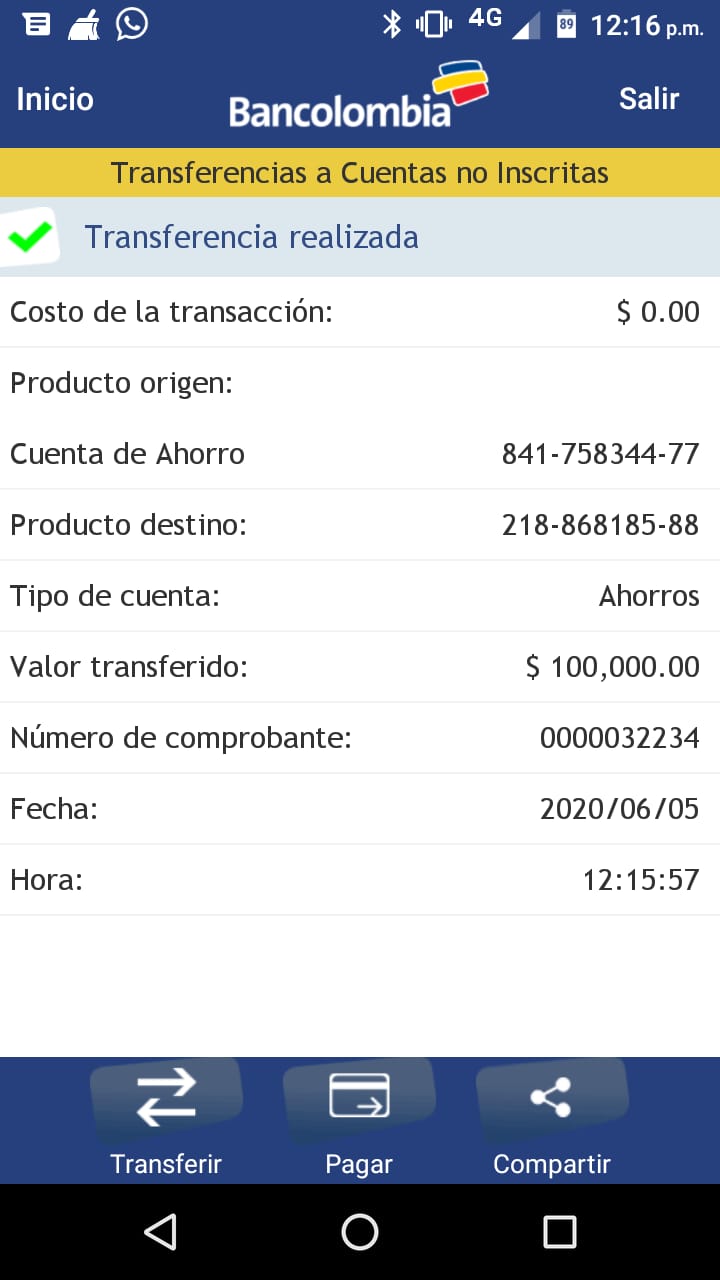 4G 89 12:16 p.m.
Inicio Bancolombia Salir
Transferencias a Cuentas no Inscritas
Transferencia realizada
Costo de la transacción: $ 0.00
Producto origen:
Cuenta de Ahorro 841-758344-77
Producto destino: 218-868185-88
Tipo de cuenta: Ahorros
Valor transferido: $ 100,000.00
Número de comprobante: 0000032234
Fecha: 2020/06/05
Hora: 12:15:57
Transferir Pagar Compartir